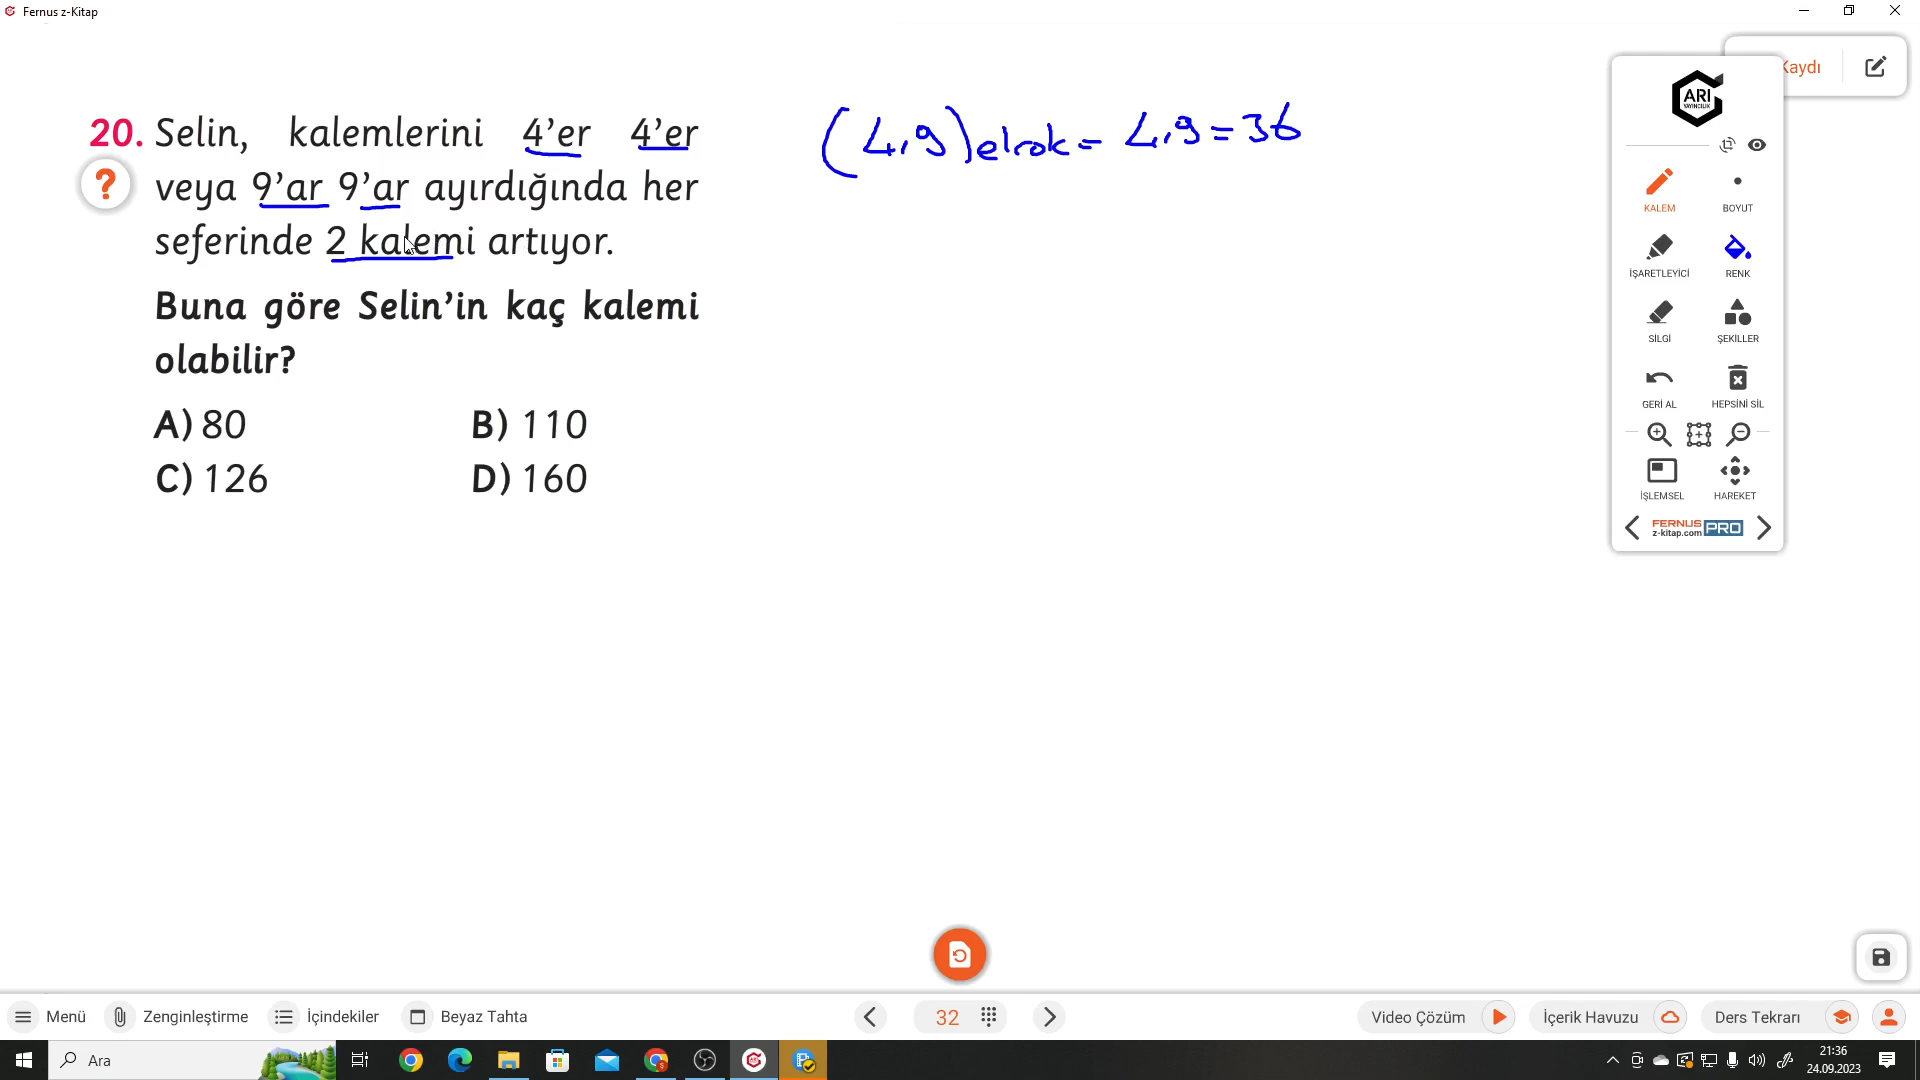 Fernus z-Kitap
Kaydı
20. Selin, kalemlerini 4'er 4'er
veya 9'ar 9'ar ayırdığında her
seferinde 2 kalemi artıyor.
Buna göre Selin'in kaç kalemi
olabilir?
A) 80 B) 110
C) 126 D) 160
(4,9)elrok = 4.9 = 36
ARI
YAYINCILIK
KALEM BOYUT
İŞARETLEYİCİ RENK
SİLGİ ŞEKİLLER
GERİ AL HEPSİNİ SİL
İŞLEMSEL HAREKET
FERNUS PRO
z-kitap.com
Menü Zenginleştirme İçindekiler Beyaz Tahta 32 Video Çözüm İçerik Havuzu Ders Tekrarı
Ara
21:36
24.09.2023